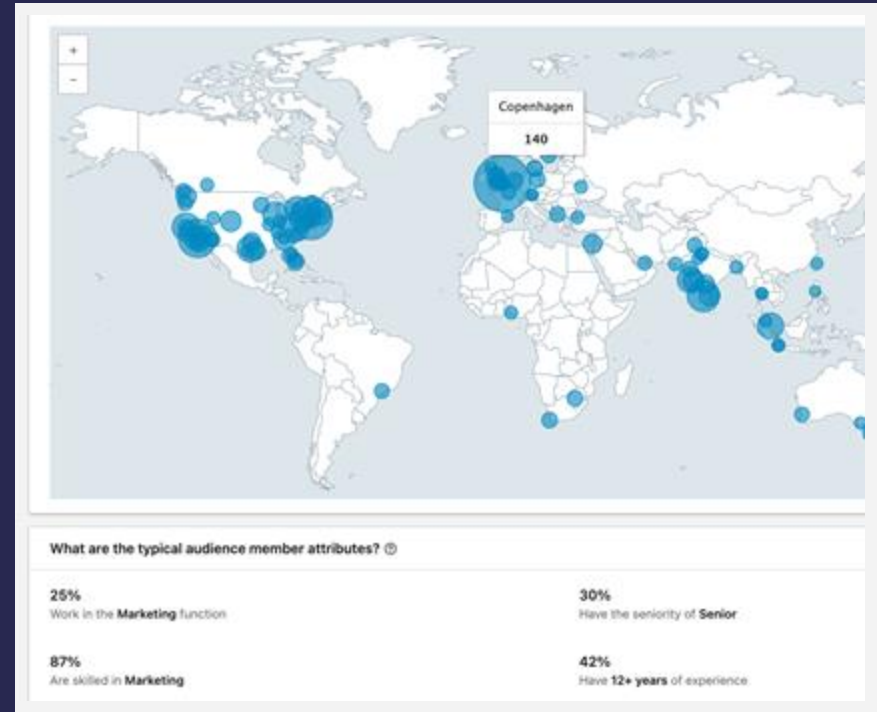 +
-
Copenhagen
140
What are the typical audience member attributes? ?
25%
Work in the Marketing function
30%
Have the seniority of Senior
87%
Are skilled in Marketing
42%
Have 12+ years of experience